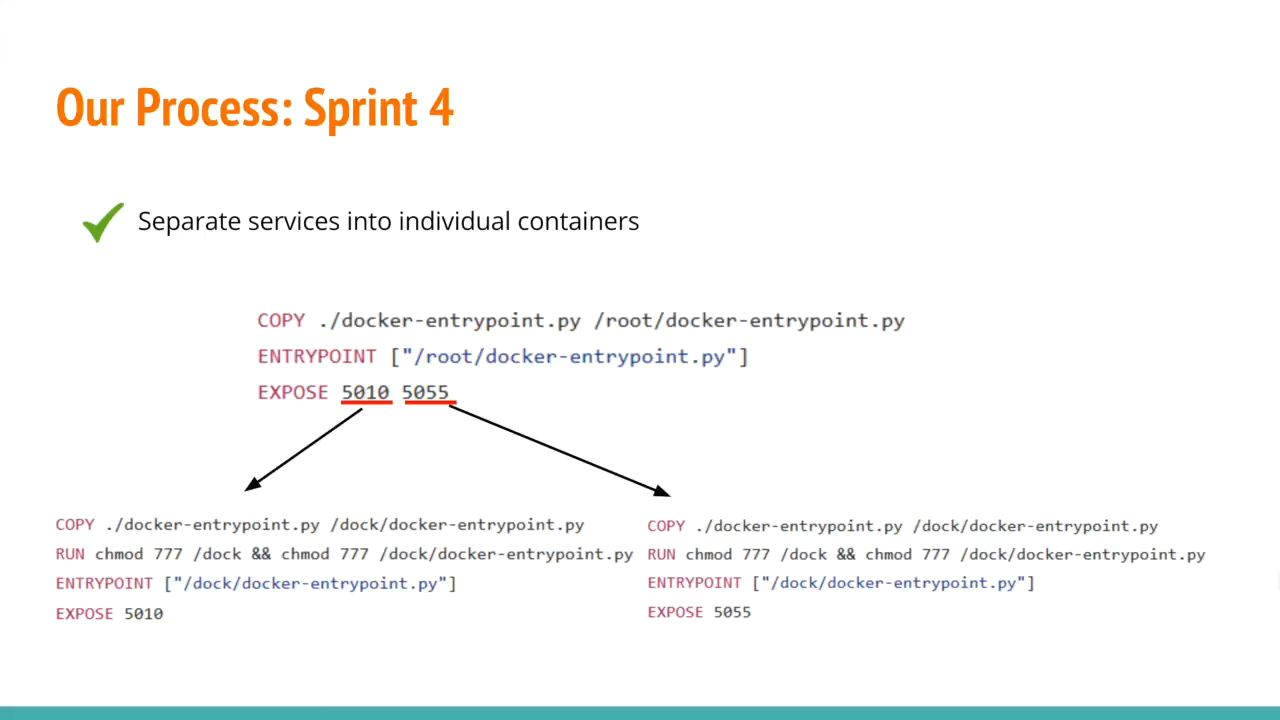 Our Process: Sprint 4
Separate services into individual containers
COPY ./docker-entrypoint.py /root/docker-entrypoint.py
ENTRYPOINT ["/root/docker-entrypoint.py"]
EXPOSE 5010 5055
COPY ./docker-entrypoint.py /dock/docker-entrypoint.py
RUN chmod 777 /dock && chmod 777 /dock/docker-entrypoint.py
ENTRYPOINT ["/dock/docker-entrypoint.py"]
EXPOSE 5010
COPY ./docker-entrypoint.py /dock/docker-entrypoint.py
RUN chmod 777 /dock && chmod 777 /dock/docker-entrypoint.py
ENTRYPOINT ["/dock/docker-entrypoint.py"]
EXPOSE 5055